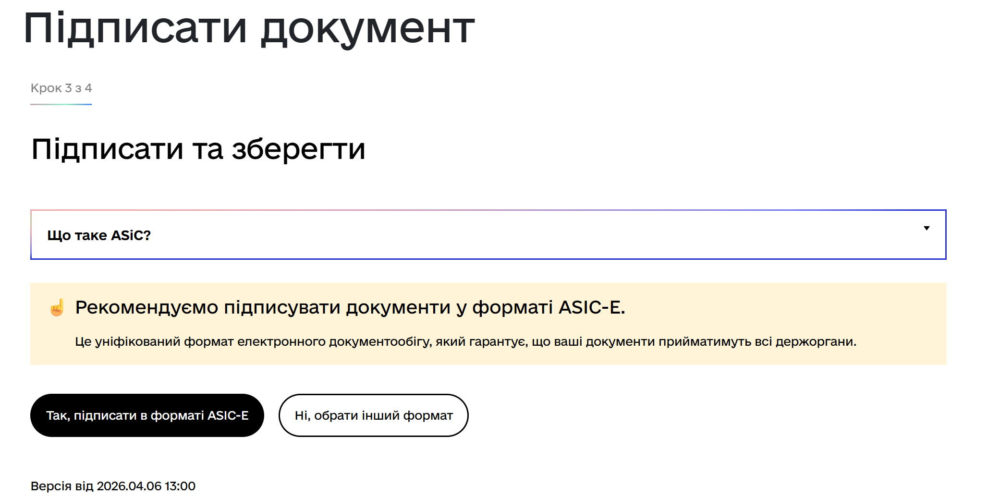 Підписати документ
Крок 3 з 4
Підписати та зберегти
Що таке ASiC?
☝️ Рекомендуємо підписувати документи у форматі ASIC-E.
Це уніфікований формат електронного документообігу, який гарантує, що ваші документи прийматимуть всі держоргани.
Так, підписати в форматі ASIC-E
Ні, обрати інший формат
Версія від 2026.04.06 13:00